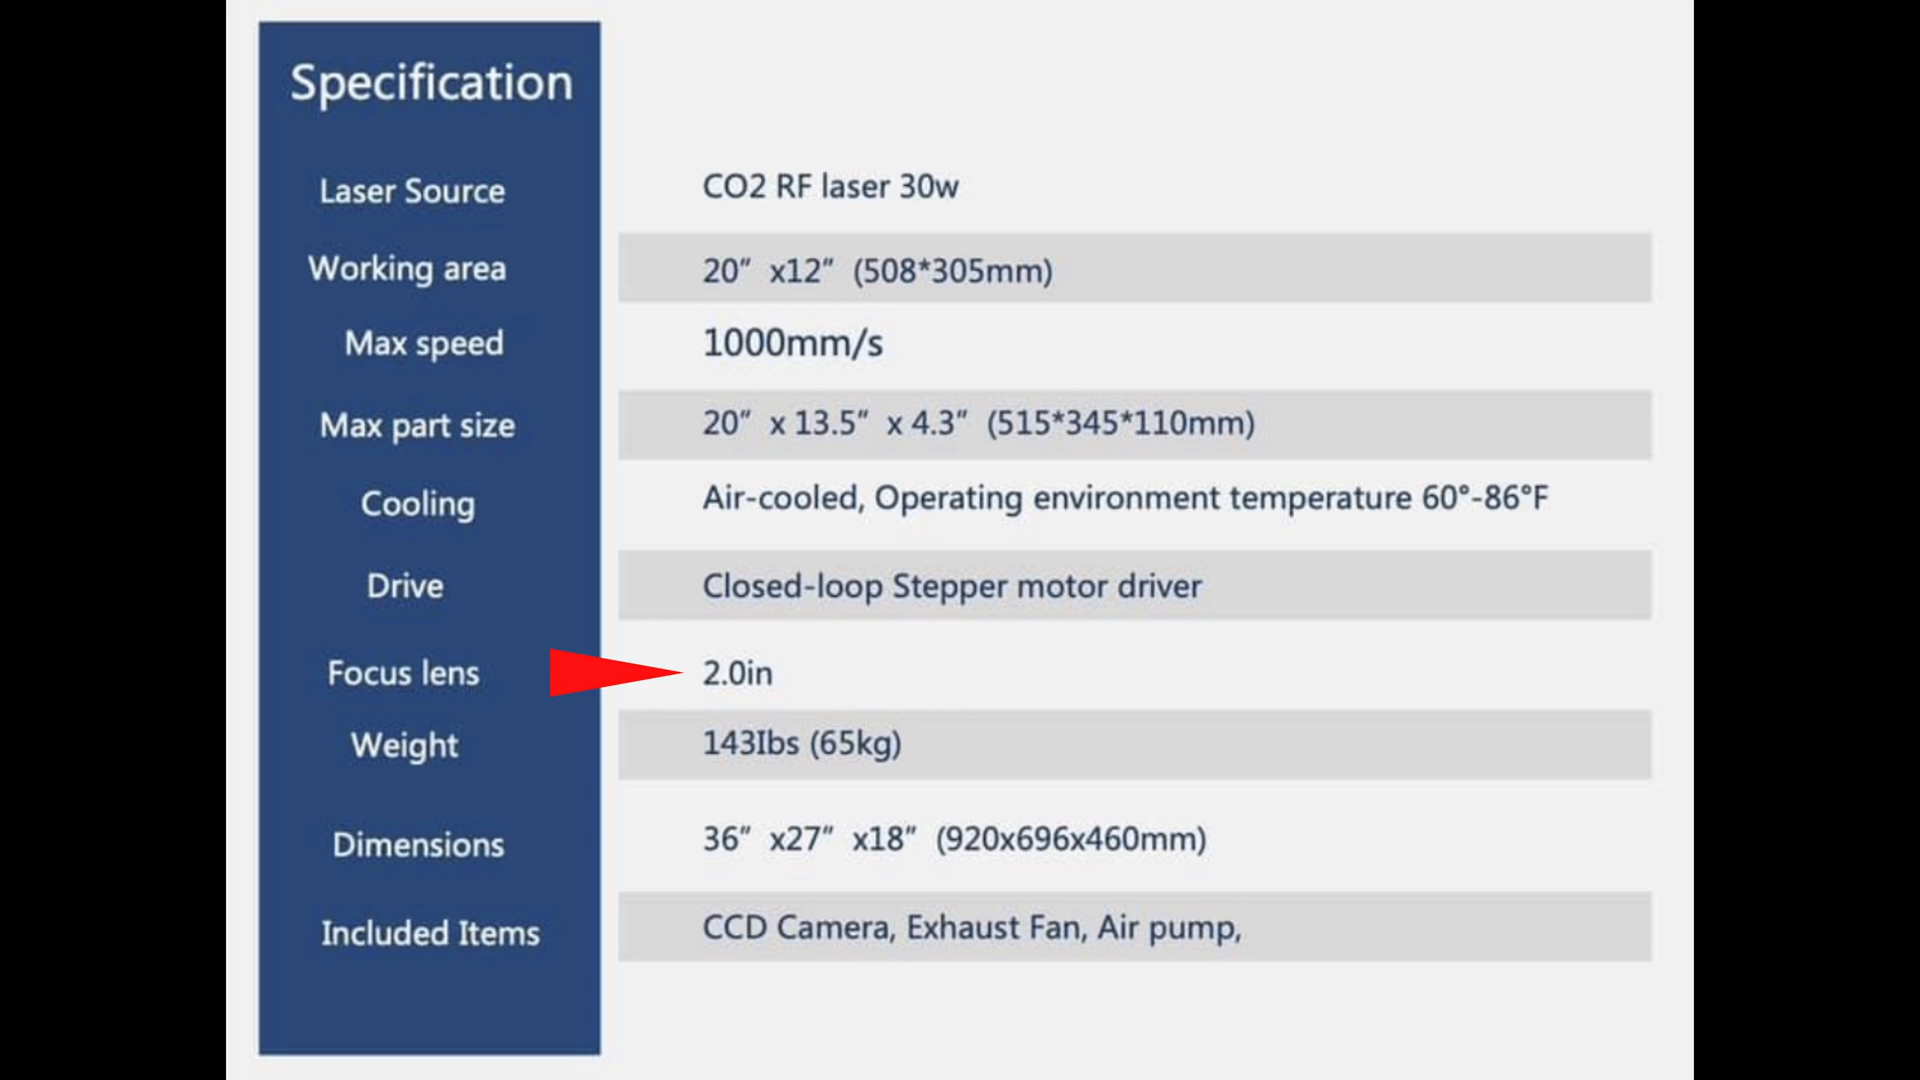 Specification
Laser Source CO2 RF laser 30w
Working area 20" x12" (508*305mm)
Max speed 1000mm/s
Max part size 20" x 13.5" x 4.3" (515*345*110mm)
Cooling Air-cooled, Operating environment temperature 60°-86°F
Drive Closed-loop Stepper motor driver
Focus lens 2.0in
Weight 143Ibs (65kg)
Dimensions 36" x27" x18" (920x696x460mm)
Included Items CCD Camera, Exhaust Fan, Air pump,